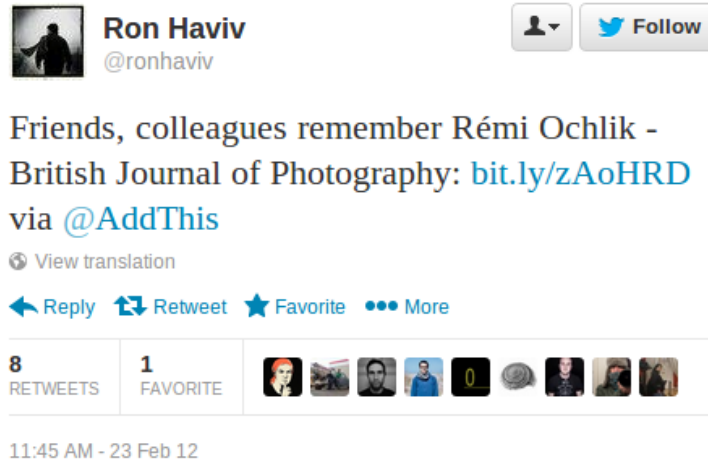 Ron Haviv
@ronhaviv
Follow
Friends, colleagues remember Rémi Ochlik -
British Journal of Photography: bit.ly/zAoHRD
via @AddThis
View translation
Reply Retweet Favorite More
8 1
RETWEETS FAVORITE
0
11:45 AM - 23 Feb 12